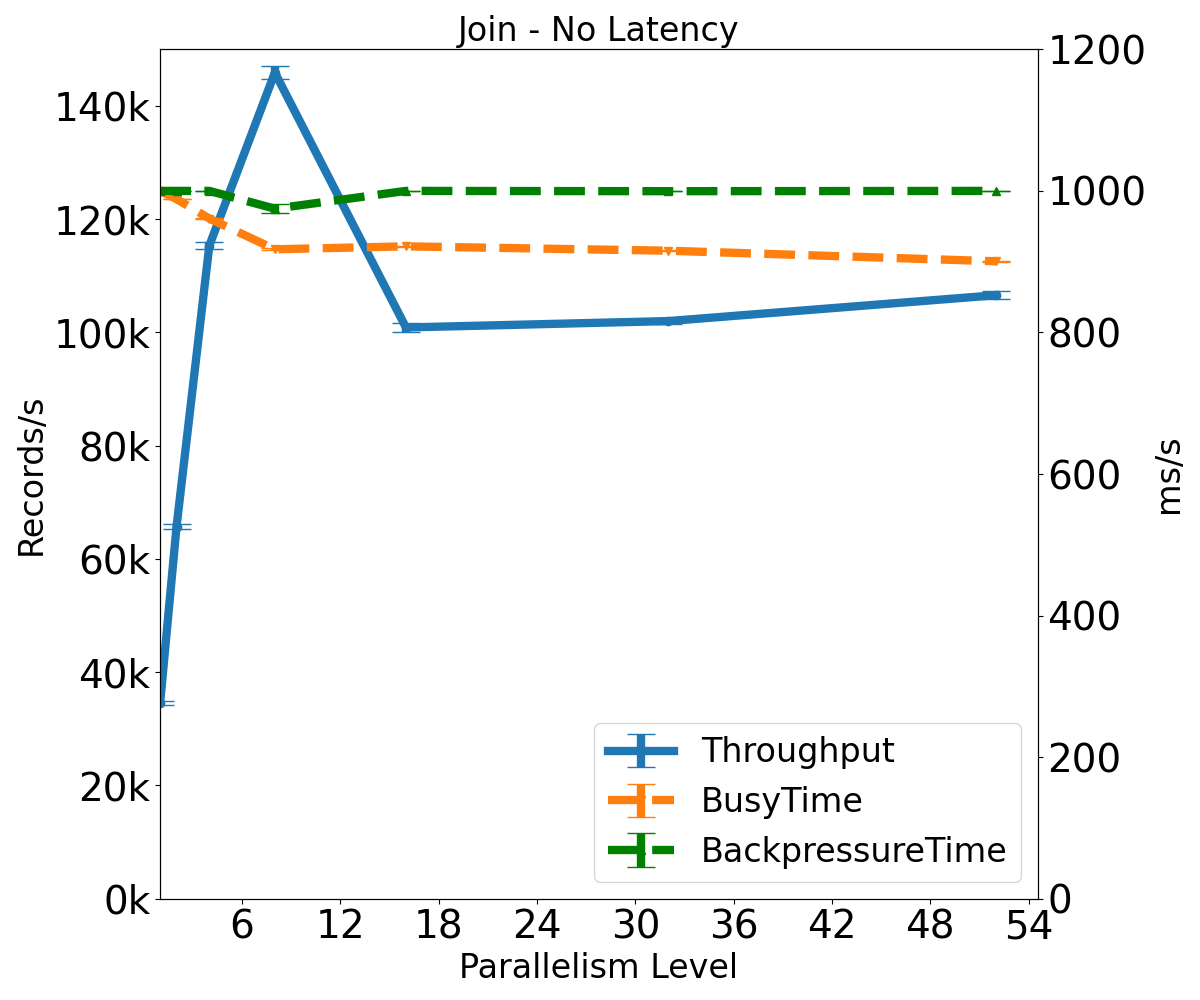 Join - No Latency
140k
120k
100k
80k
60k
40k
20k
0k
Records/s
1200
1000
800
600
400
200
0
ms/s
Throughput
BusyTime
BackpressureTime
6 12 18 24 30 36 42 48 54
Parallelism Level